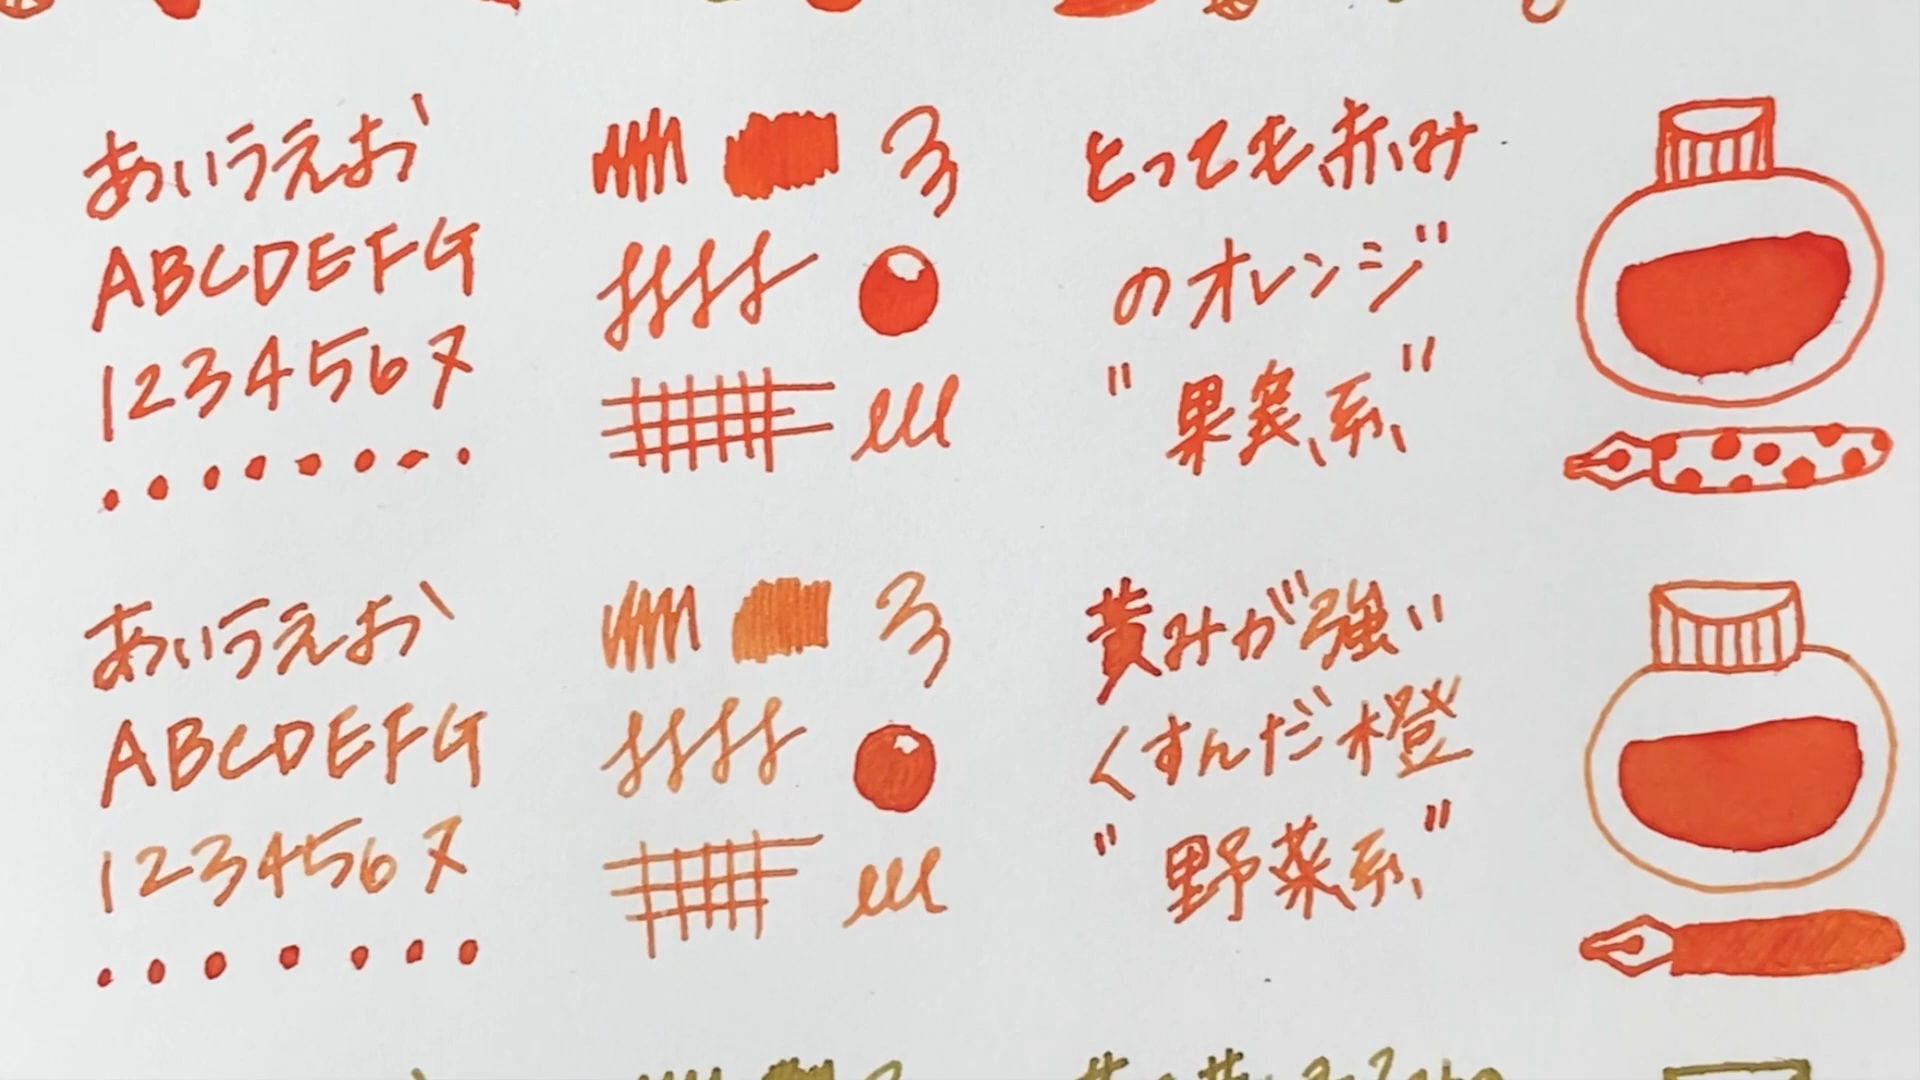 あいうえお
ABCDEFG
1234567
とっても赤み
のオレンジ
"果実系"
あいうえお
ABCDEFG
1234567
黄みが強い
くすんだ橙
"野菜系"